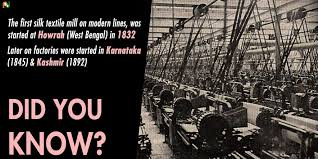 The first silk textile mill on modern lines, was
started at Howrah (West Bengal) in 1832
Later on factories were started in Karnataka
(1845) & Kashmir (1892)
DID YOU
KNOW?